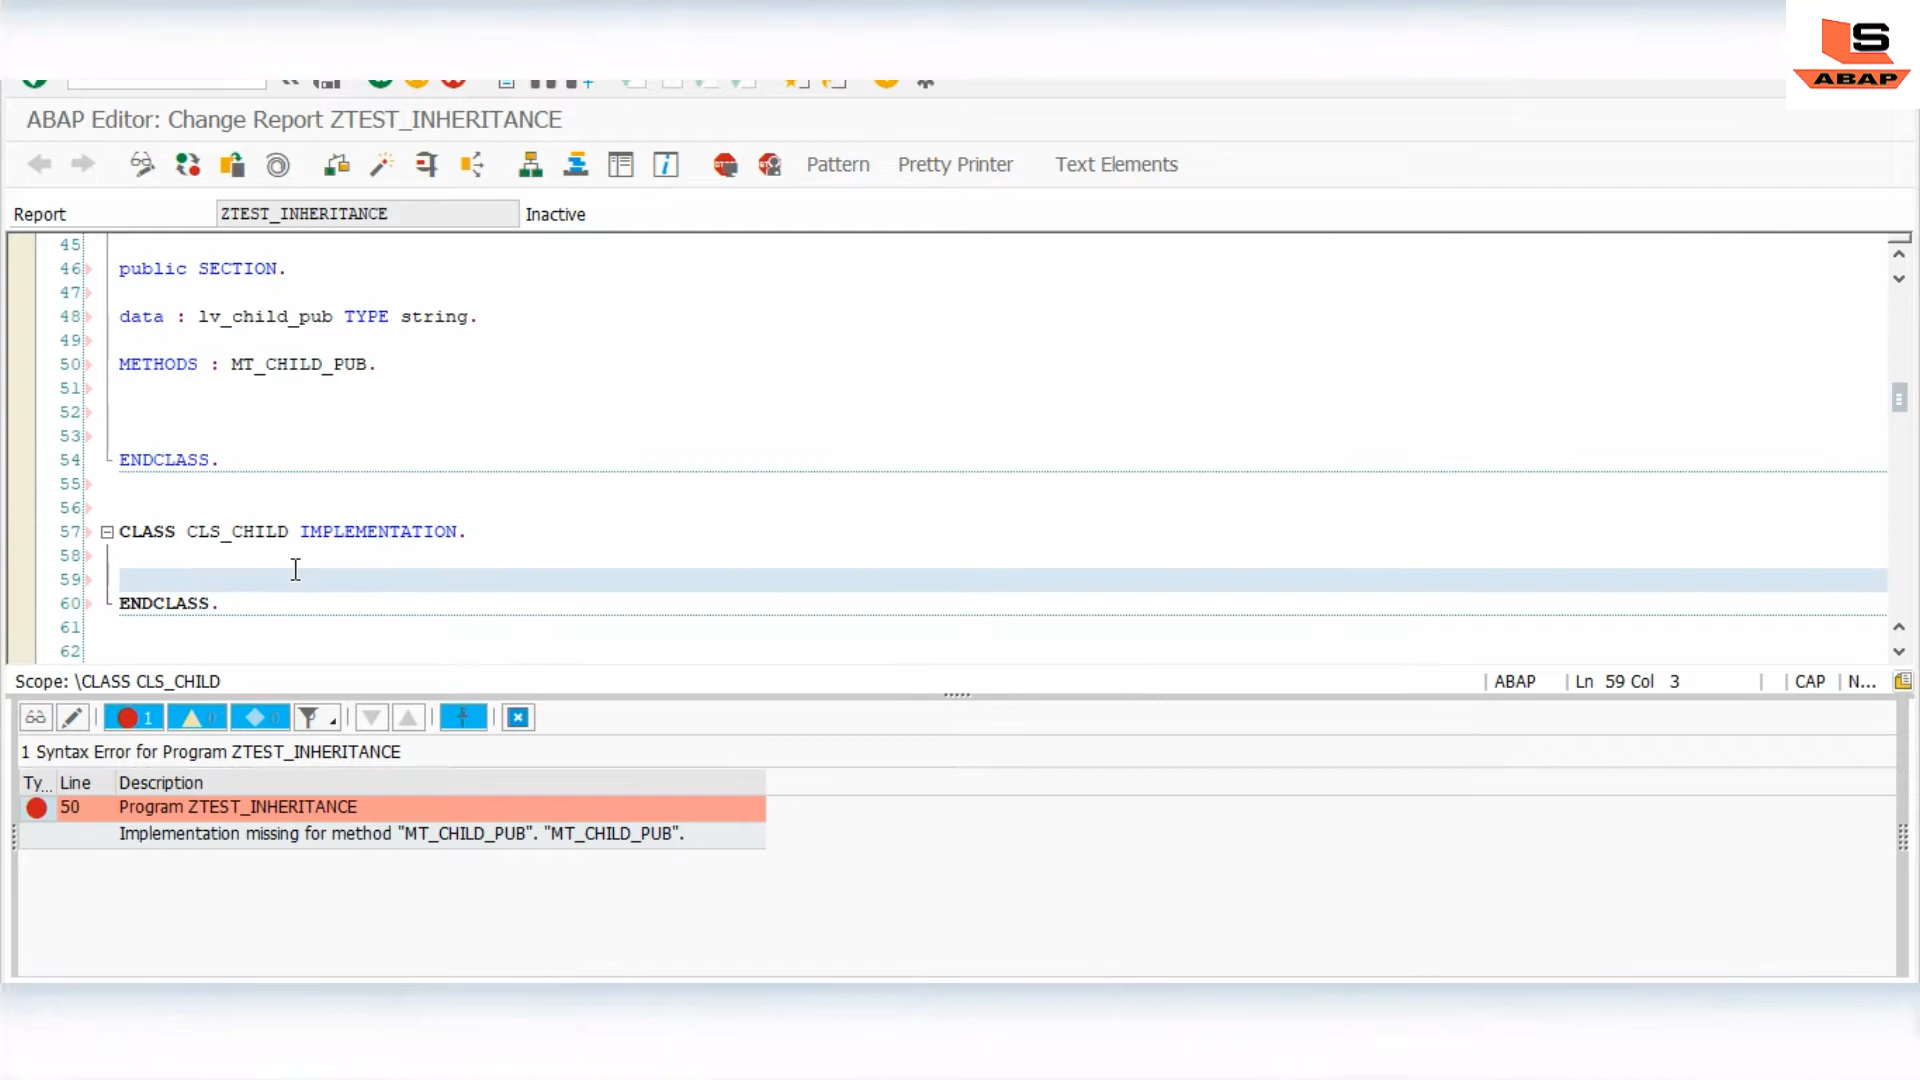 LS
ABAP
ABAP Editor: Change Report ZTEST_INHERITANCE
Pattern Pretty Printer Text Elements
Report ZTEST_INHERITANCE Inactive
45
46 public SECTION.
47
48 data : lv_child_pub TYPE string.
49
50 METHODS : MT_CHILD_PUB.
51
52
53
54 ENDCLASS.
55
56
57 CLASS CLS_CHILD IMPLEMENTATION.
58
59
60 ENDCLASS.
61
62
Scope: \CLASS CLS_CHILD ABAP Ln 59 Col 3 CAP N...
1 0 0
1 Syntax Error for Program ZTEST_INHERITANCE
Ty... Line Description
50 Program ZTEST_INHERITANCE
Implementation missing for method "MT_CHILD_PUB". "MT_CHILD_PUB".